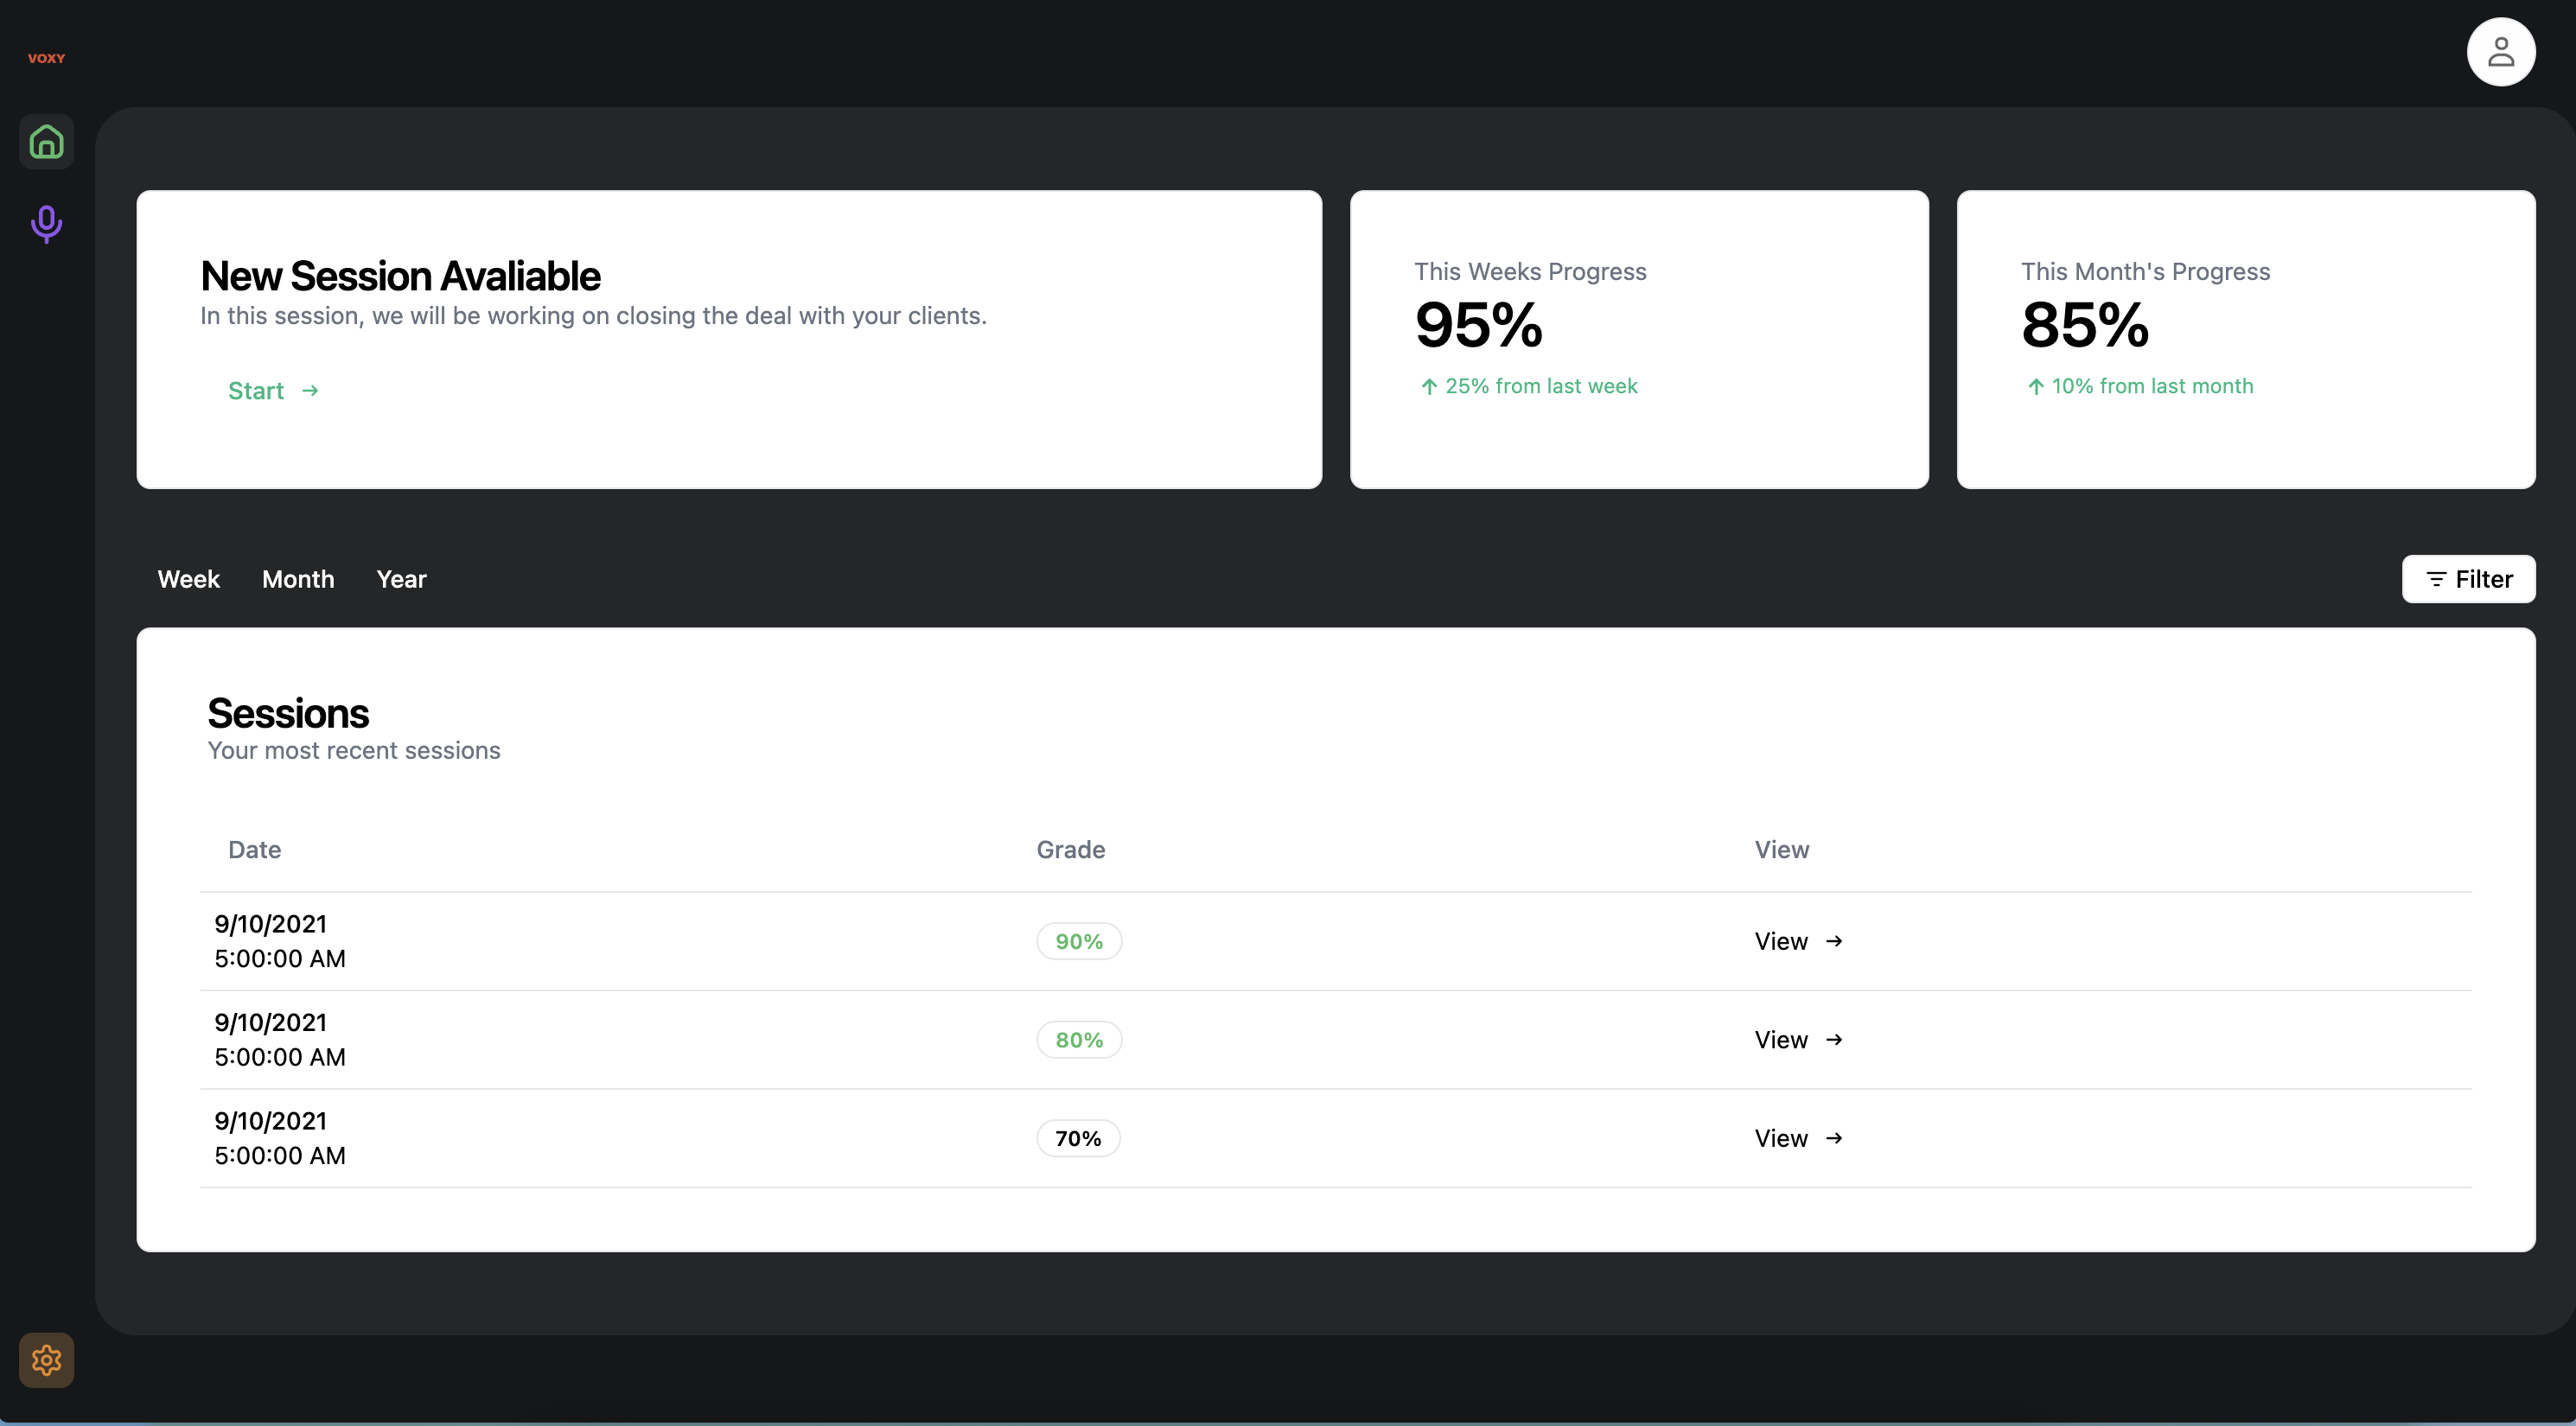 VOXY
New Session Avaliable
In this session, we will be working on closing the deal with your clients.
Start
This Weeks Progress
95%
25% from last week
This Month's Progress
85%
10% from last month
Week Month Year
Filter
Sessions
Your most recent sessions
Date Grade View
9/10/2021
5:00:00 AM
90%
View
9/10/2021
5:00:00 AM
80%
View
9/10/2021
5:00:00 AM
70%
View